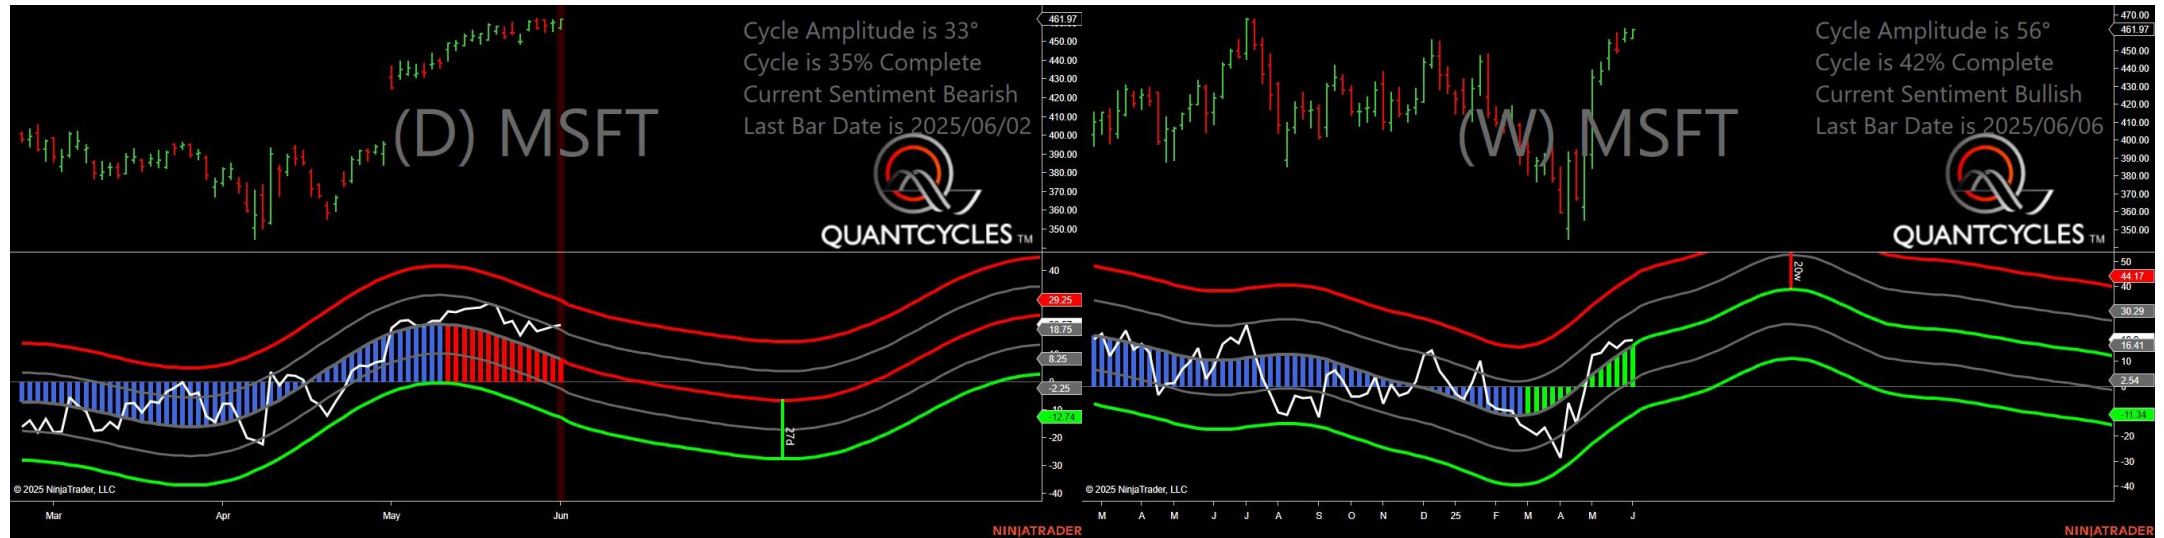 Cycle Amplitude is 33°
Cycle is 35% Complete
Current Sentiment Bearish
Last Bar Date is 2025/06/02
(D) MSFT
QUANTCYCLES TM
461.97
450.00
440.00
430.00
420.00
410.00
400.00
390.00
380.00
370.00
360.00
350.00
40
29.25
18.75
8.25
0
-2.25
-12.74
-20
-30
-40
27d
© 2025 NinjaTrader, LLC
Mar
Apr
May
Jun
NINJATRADER
Cycle Amplitude is 56°
Cycle is 42% Complete
Current Sentiment Bullish
Last Bar Date is 2025/06/06
(W) MSFT
QUANTCYCLES TM
470.00
461.97
450.00
440.00
430.00
420.00
410.00
400.00
390.00
380.00
370.00
360.00
350.00
50
44.17
40
30.29
16.41
10
2.54
-11.34
-20
-30
-40
20w
© 2025 NinjaTrader, LLC
M
A
M
J
J
A
S
O
N
D
25
F
M
A
M
J
NINJATRADER